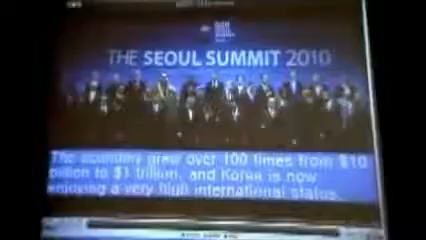 THE SEOUL SUMMIT 2010
The economy grew over 100 times from $10
billion to $1 trillion, and Korea is now
enjoying a very high international status.